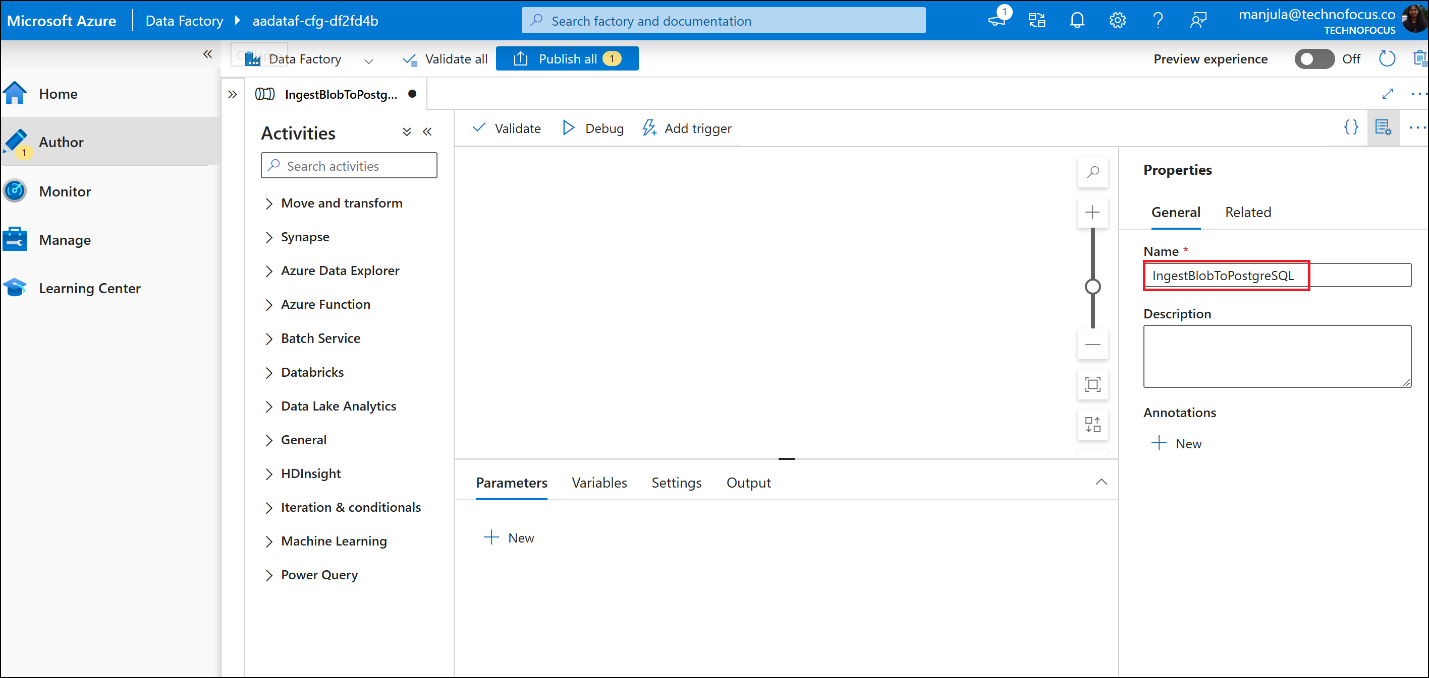 Microsoft Azure
Data Factory
aadataf-cfg-df2fd4b
Search factory and documentation
1
manjula@technofocus.co
TECHNOFOCUS
Data Factory
Validate all
Publish all 1
Preview experience
Off
Home
Author
1
Monitor
Manage
Learning Center
IngestBlobToPostg...
Activities
Search activities
Move and transform
Synapse
Azure Data Explorer
Azure Function
Batch Service
Databricks
Data Lake Analytics
General
HDInsight
Iteration & conditionals
Machine Learning
Power Query
Validate
Debug
Add trigger
Parameters
Variables
Settings
Output
New
Properties
General
Related
Name *
IngestBlobToPostgreSQL
Description
Annotations
New